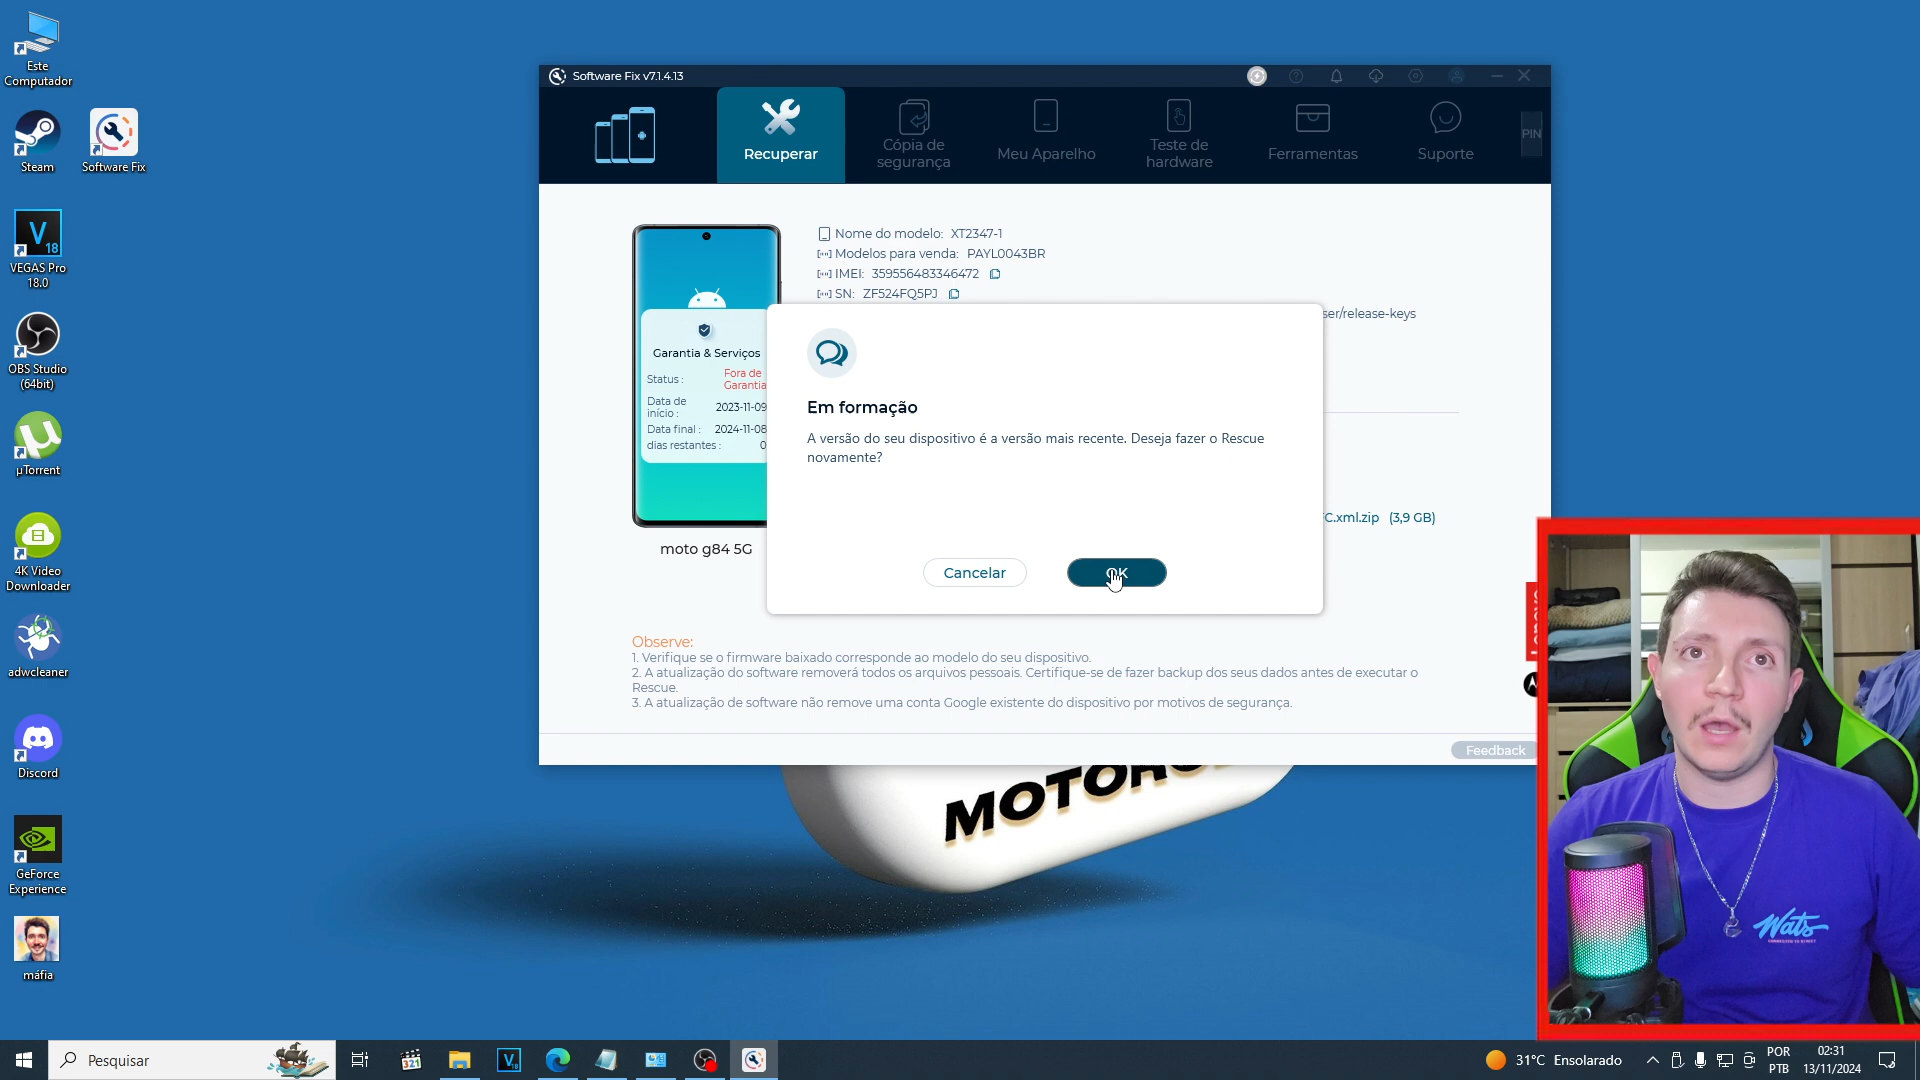 Este
Computador
Steam
Software Fix
V
18
VEGAS Pro
18.0
OBS Studio
(64bit)
µTorrent
4K Video
Downloader
adwcleaner
Discord
GeForce
Experience
máfia
Software Fix v7.1.4.13
Recuperar
Cópia de
segurança
Meu Aparelho
Teste de
hardware
Ferramentas
Suporte
PIN
Nome do modelo: XT2347-1
Modelos para venda: PAYL0043BR
IMEI: 359556483346472
SN: ZF524FQ5PJ
ser/release-keys
Garantia & Serviços
Status :
Fora de
Garantia
Data de
início :
2023-11-09
Data final : 2024-11-08
dias restantes : 0
moto g84 5G
Em formação
A versão do seu dispositivo é a versão mais recente. Deseja fazer o Rescue
novamente?
Cancelar
OK
C.xml.zip (3,9 GB)
Observe:
1. Verifique se o firmware baixado corresponde ao modelo do seu dispositivo.
2. A atualização do software removerá todos os arquivos pessoais. Certifique-se de fazer backup dos seus dados antes de executar o
Rescue.
3. A atualização de software não remove uma conta Google existente do dispositivo por motivos de segurança.
Feedback
MOTORO
Wats
Pesquisar
321
V
18
31°C Ensolarado
POR
PTB
02:31
13/11/2024